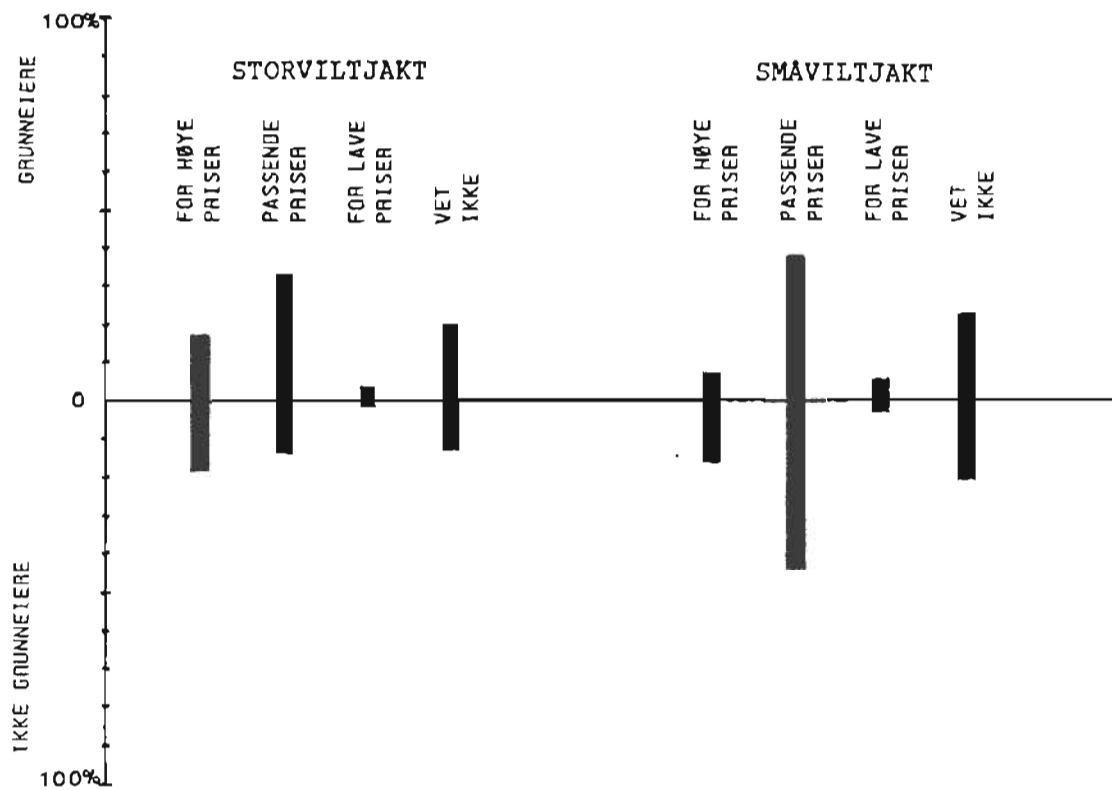 100%
GRUNNEIERE
STORVILTJAKT
FOR HØYE
PRISER
PASSENDE
PRISER
FOR LAVE
PRISER
VET
IKKE
SMÅVILTJAKT
FOR HØYE
PRISER
PASSENDE
PRISER
FOR LAVE
PRISER
VET
IKKE
0
IKKE GRUNNEIERE
100%